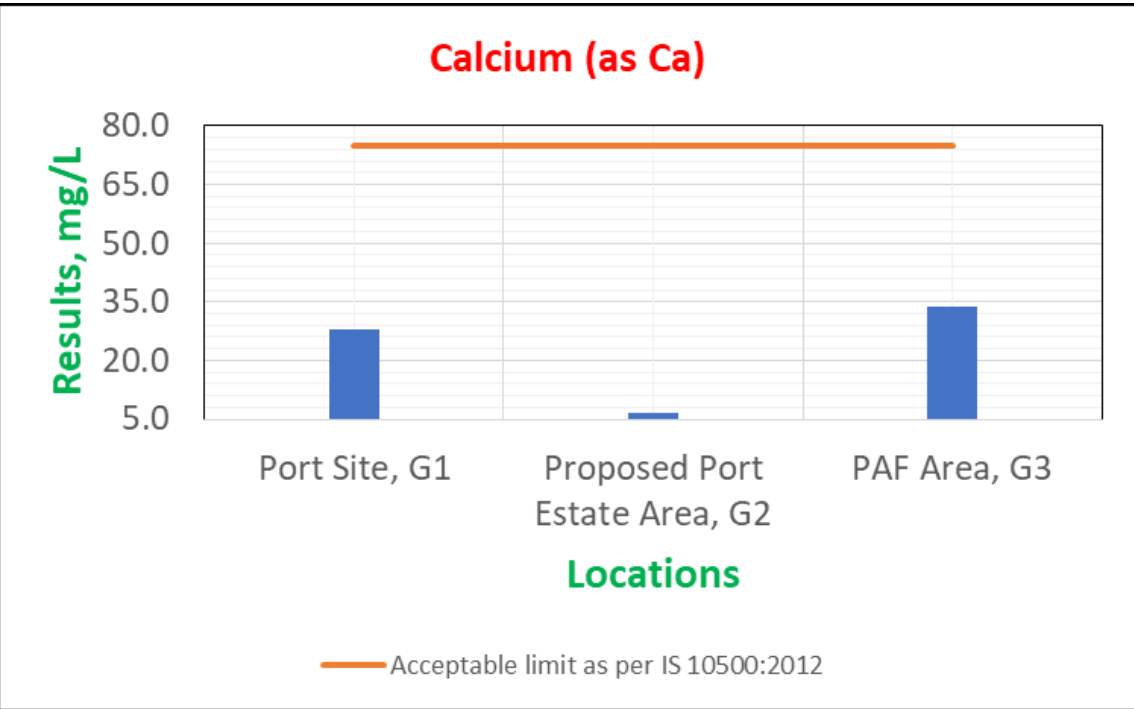 Calcium (as Ca)
Results, mg/L
80.0
65.0
50.0
35.0
20.0
5.0
Port Site, G1
Proposed Port
Estate Area, G2
PAF Area, G3
Locations
Acceptable limit as per IS 10500:2012